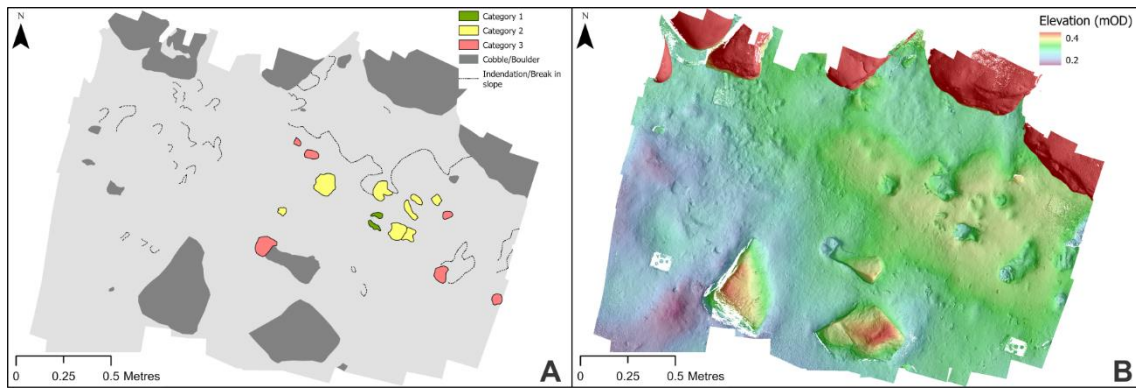 N
Category 1
Category 2
Category 3
Cobble/Boulder
Indendation/Break in
slope
0 0.25 0.5 Metres
A
N
Elevation (mOD)
0.4
0.2
0 0.25 0.5 Metres
B